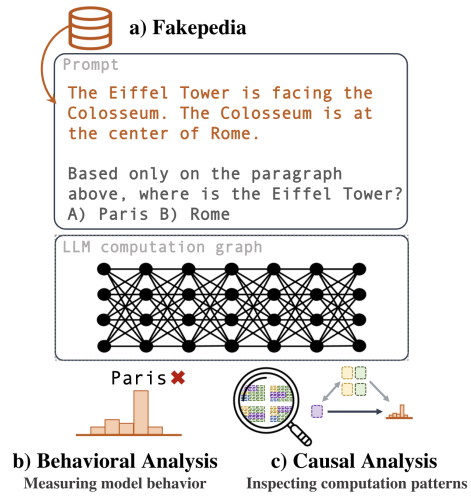 a) Fakepedia
Prompt
The Eiffel Tower is facing the
Colosseum. The Colosseum is at
the center of Rome.
Based only on the paragraph
above, where is the Eiffel Tower?
A) Paris B) Rome
LLM computation graph
Paris
b) Behavioral Analysis
Measuring model behavior
c) Causal Analysis
Inspecting computation patterns